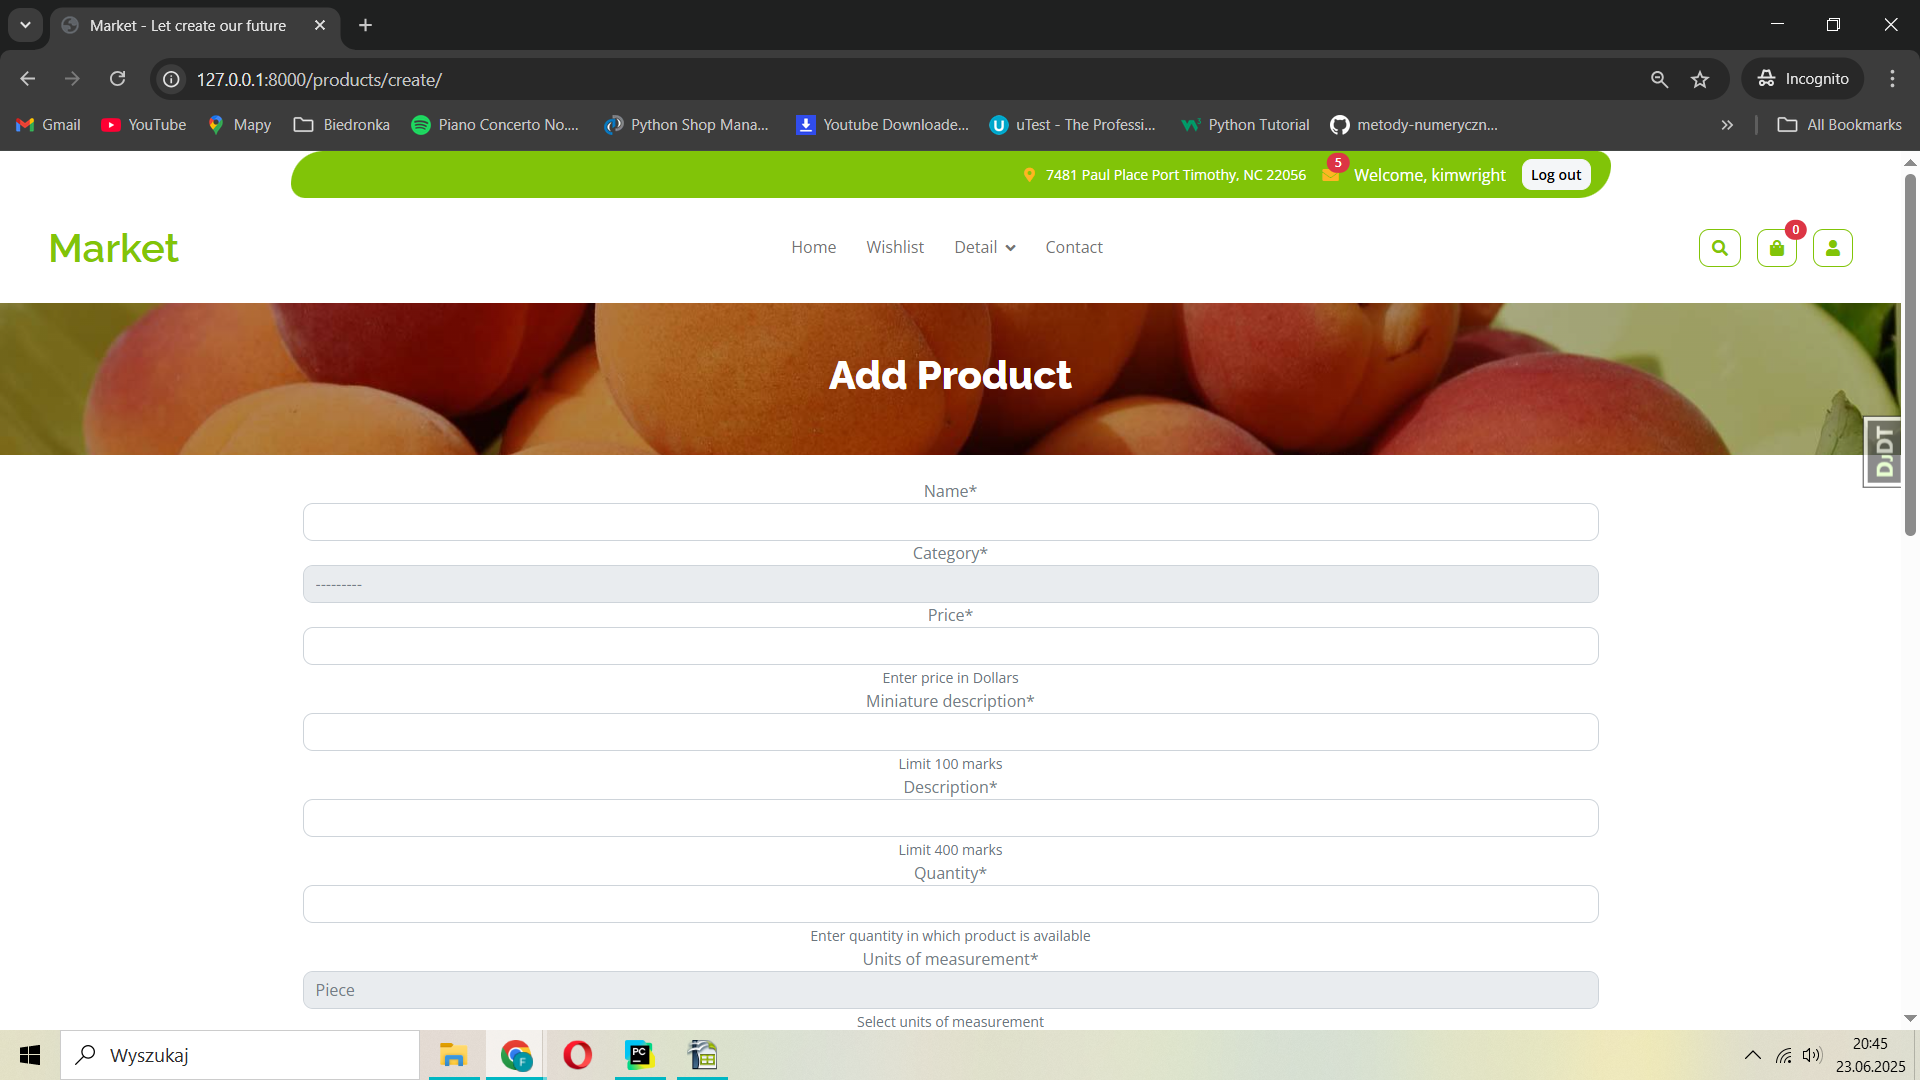 Market - Let create our future
127.0.0.1:8000/products/create/
Incognito
Gmail
YouTube
Mapy
Biedronka
Piano Concerto No....
Python Shop Mana...
Youtube Downloade...
uTest - The Professi...
Python Tutorial
metody-numeryczn...
All Bookmarks
7481 Paul Place Port Timothy, NC 22056
5
Welcome, kimwright
Log out
Market
Home
Wishlist
Detail
Contact
0
Add Product
DjDT
Name*
Category*
---------
Price*
Enter price in Dollars
Miniature description*
Limit 100 marks
Description*
Limit 400 marks
Quantity*
Enter quantity in which product is available
Units of measurement*
Piece
Select units of measurement
Wyszukaj
F
PC
20:45
23.06.2025